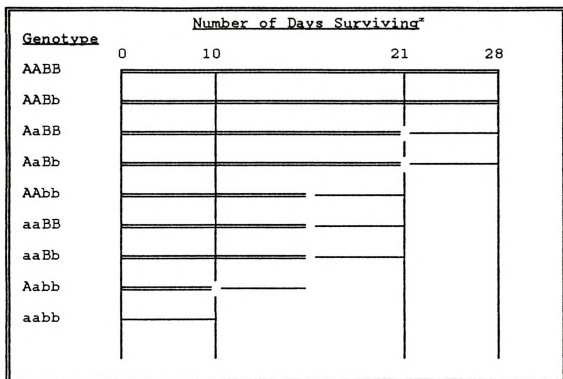 Number of Days Surviving*
Genotype
0 10 21 28
AABB
AABb
AaBB
AaBb
AAbb
aaBB
aaBb
Aabb
aabb